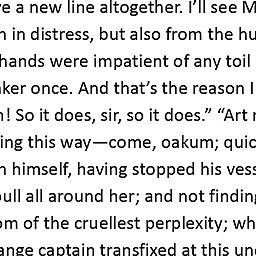 ve a new line altogether. I'll see M
n in distress, but also from the hu
hands were impatient of any toil
ker once. And that's the reason I
n! So it does, sir, so it does.” “Art
ing this way—come, oakum; quic
n himself, having stopped his vess
oull all around her; and not finding
om of the cruellest perplexity; wh
ange captain transfixed at this un